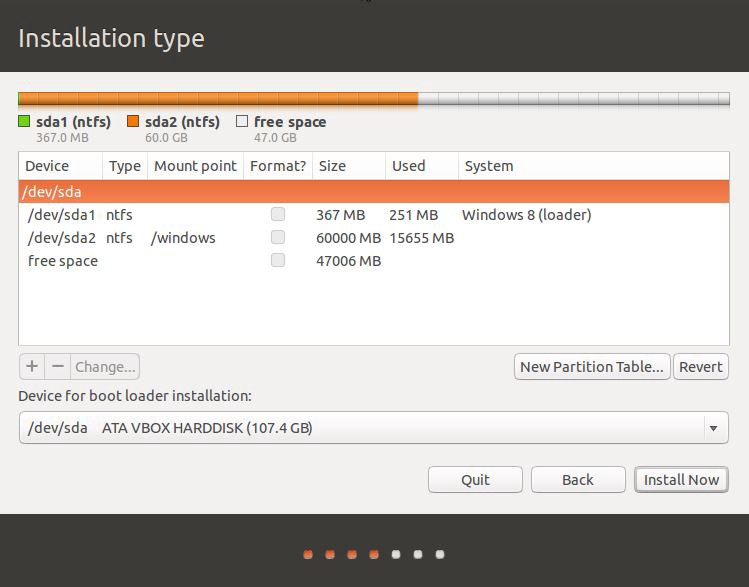 Installation type
sda1 (ntfs) sda2 (ntfs) free space
367.0 MB 60.0 GB 47.0 GB
Device Type Mount point Format? Size Used System
/dev/sda
/dev/sda1 ntfs 367 MB 251 MB Windows 8 (loader)
/dev/sda2 ntfs /windows 60000 MB 15655 MB
free space 47006 MB
+ − Change... New Partition Table... Revert
Device for boot loader installation:
/dev/sda ATA VBOX HARDDISK (107.4 GB)
Quit Back Install Now